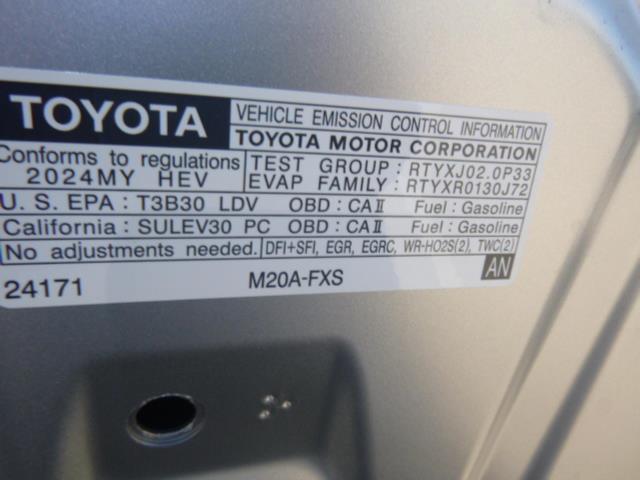 TOYOTA
VEHICLE EMISSION CONTROL INFORMATION
TOYOTA MOTOR CORPORATION
Conforms to regulations
2024MY HEV
TEST GROUP: RTYXJ02.0P33
EVAP FAMILY: RTYXR0130J72
U. S. EPA: T3B30 LDV OBD: CAⅡ Fuel: Gasoline
California: SULEV30 PC OBD: CAⅡ Fuel: Gasoline
No adjustments needed. DFI+SFI, EGR, EGRC, WR-HO2S(2), TWC(2)
24171 M20A-FXS AN